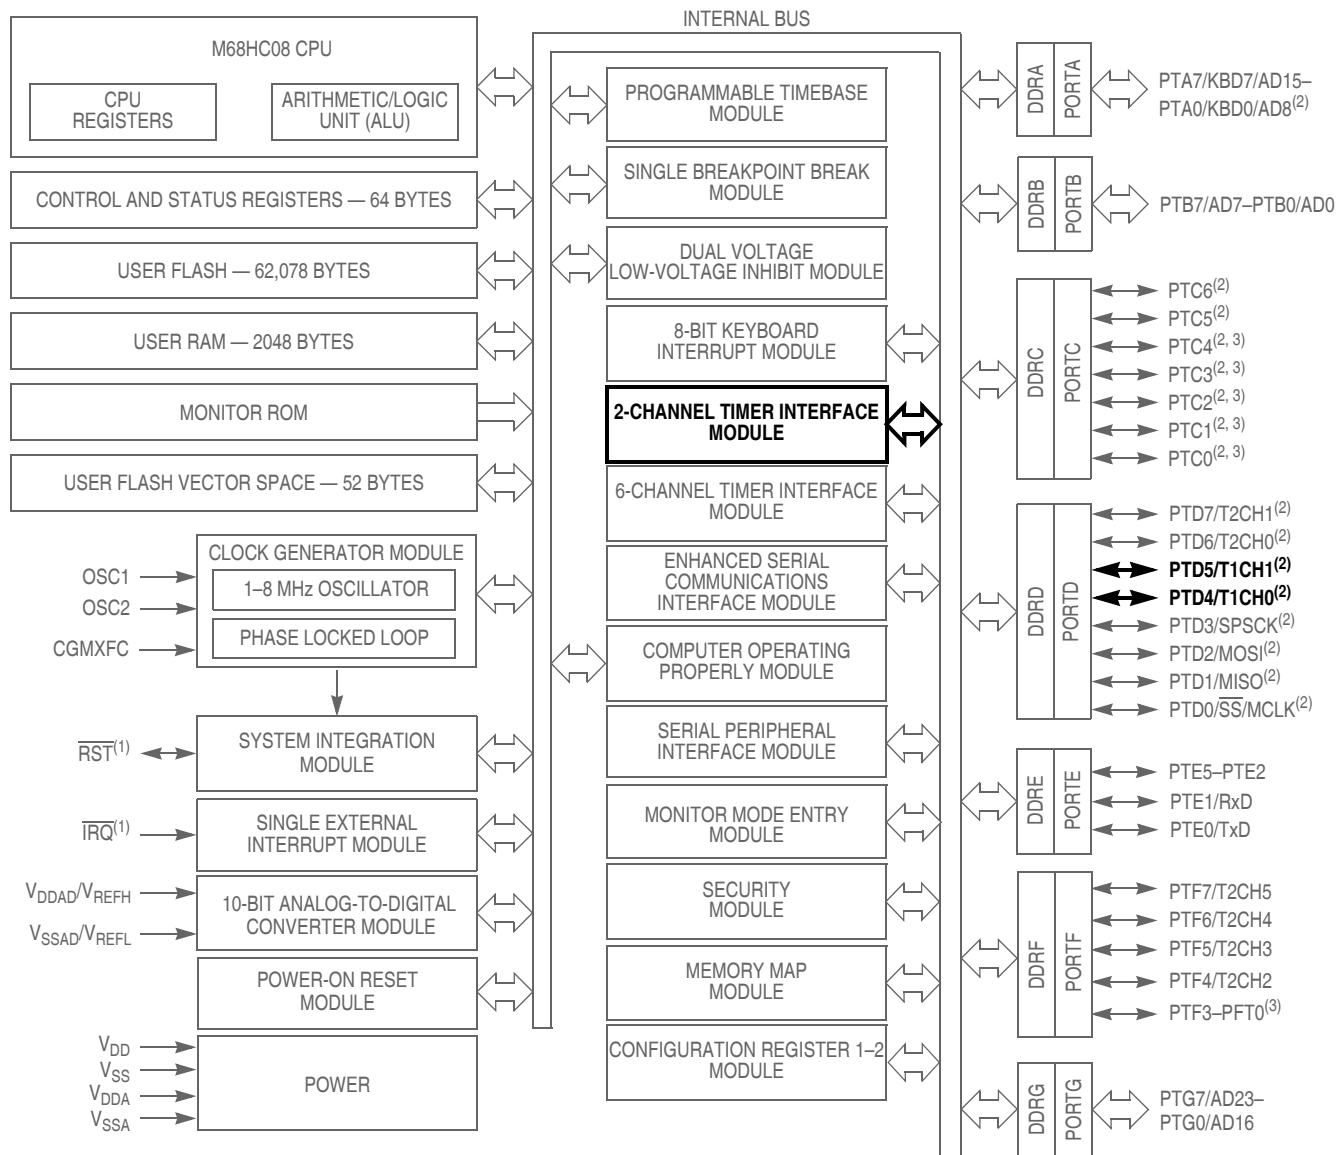 INTERNAL BUS
M68HC08 CPU
CPU
REGISTERS
ARITHMETIC/LOGIC
UNIT (ALU)
CONTROL AND STATUS REGISTERS — 64 BYTES
USER FLASH — 62,078 BYTES
USER RAM — 2048 BYTES
MONITOR ROM
USER FLASH VECTOR SPACE — 52 BYTES
CLOCK GENERATOR MODULE
1–8 MHz OSCILLATOR
PHASE LOCKED LOOP
OSC1
OSC2
CGMXFC
SYSTEM INTEGRATION
MODULE
RST(1)
SINGLE EXTERNAL
INTERRUPT MODULE
IRQ(1)
10-BIT ANALOG-TO-DIGITAL
CONVERTER MODULE
VDDAD/VREFH
VSSAD/VREFL
POWER-ON RESET
MODULE
POWER
VDD
VSS
VDDA
VSSA
PROGRAMMABLE TIMEBASE
MODULE
SINGLE BREAKPOINT BREAK
MODULE
DUAL VOLTAGE
LOW-VOLTAGE INHIBIT MODULE
8-BIT KEYBOARD
INTERRUPT MODULE
2-CHANNEL TIMER INTERFACE
MODULE
6-CHANNEL TIMER INTERFACE
MODULE
ENHANCED SERIAL
COMMUNICATIONS
INTERFACE MODULE
COMPUTER OPERATING
PROPERLY MODULE
SERIAL PERIPHERAL
INTERFACE MODULE
MONITOR MODE ENTRY
MODULE
SECURITY
MODULE
MEMORY MAP
MODULE
CONFIGURATION REGISTER 1–2
MODULE
DDRA
PORTA
PTA7/KBD7/AD15–
PTA0/KBD0/AD8(2)
DDRB
PORTB
PTB7/AD7–PTB0/AD0
DDRC
PORTC
PTC6(2)
PTC5(2)
PTC4(2, 3)
PTC3(2, 3)
PTC2(2, 3)
PTC1(2, 3)
PTC0(2, 3)
DDRD
PORTD
PTD7/T2CH1(2)
PTD6/T2CH0(2)
PTD5/T1CH1(2)
PTD4/T1CH0(2)
PTD3/SPSCK(2)
PTD2/MOSI(2)
PTD1/MISO(2)
PTD0/SS/MCLK(2)
DDRE
PORTE
PTE5–PTE2
PTE1/RxD
PTE0/TxD
DDRF
PORTF
PTF7/T2CH5
PTF6/T2CH4
PTF5/T2CH3
PTF4/T2CH2
PTF3–PFT0(3)
DDRG
PORTG
PTG7/AD23–
PTG0/AD16